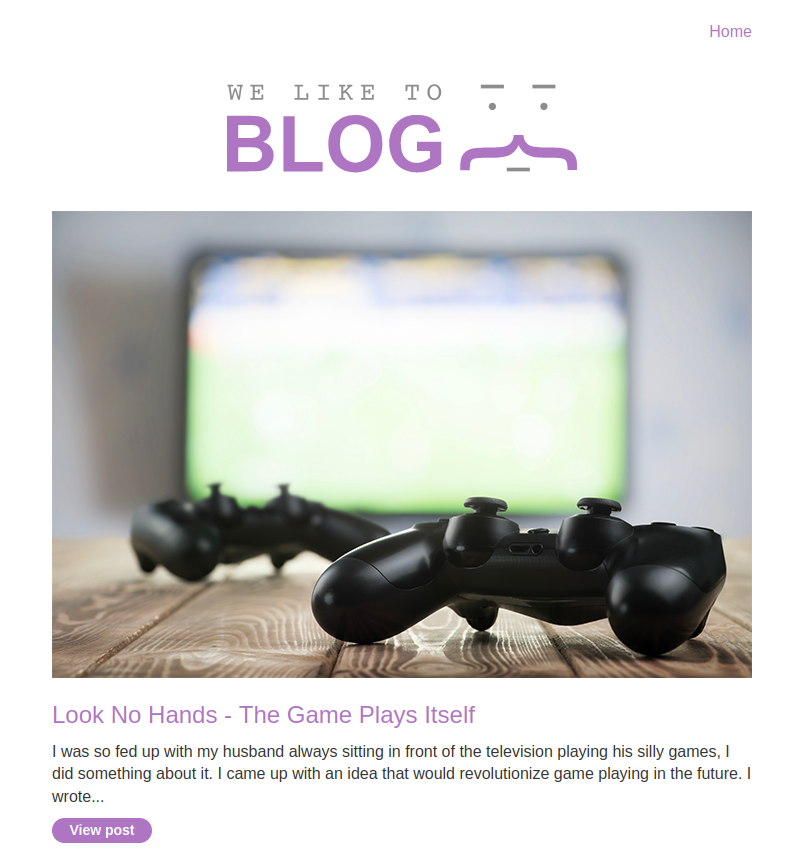 Home
WE LIKE TO
BLOG
Look No Hands - The Game Plays Itself
I was so fed up with my husband always sitting in front of the television playing his silly games, I
did something about it. I came up with an idea that would revolutionize game playing in the future. I
wrote...
View post